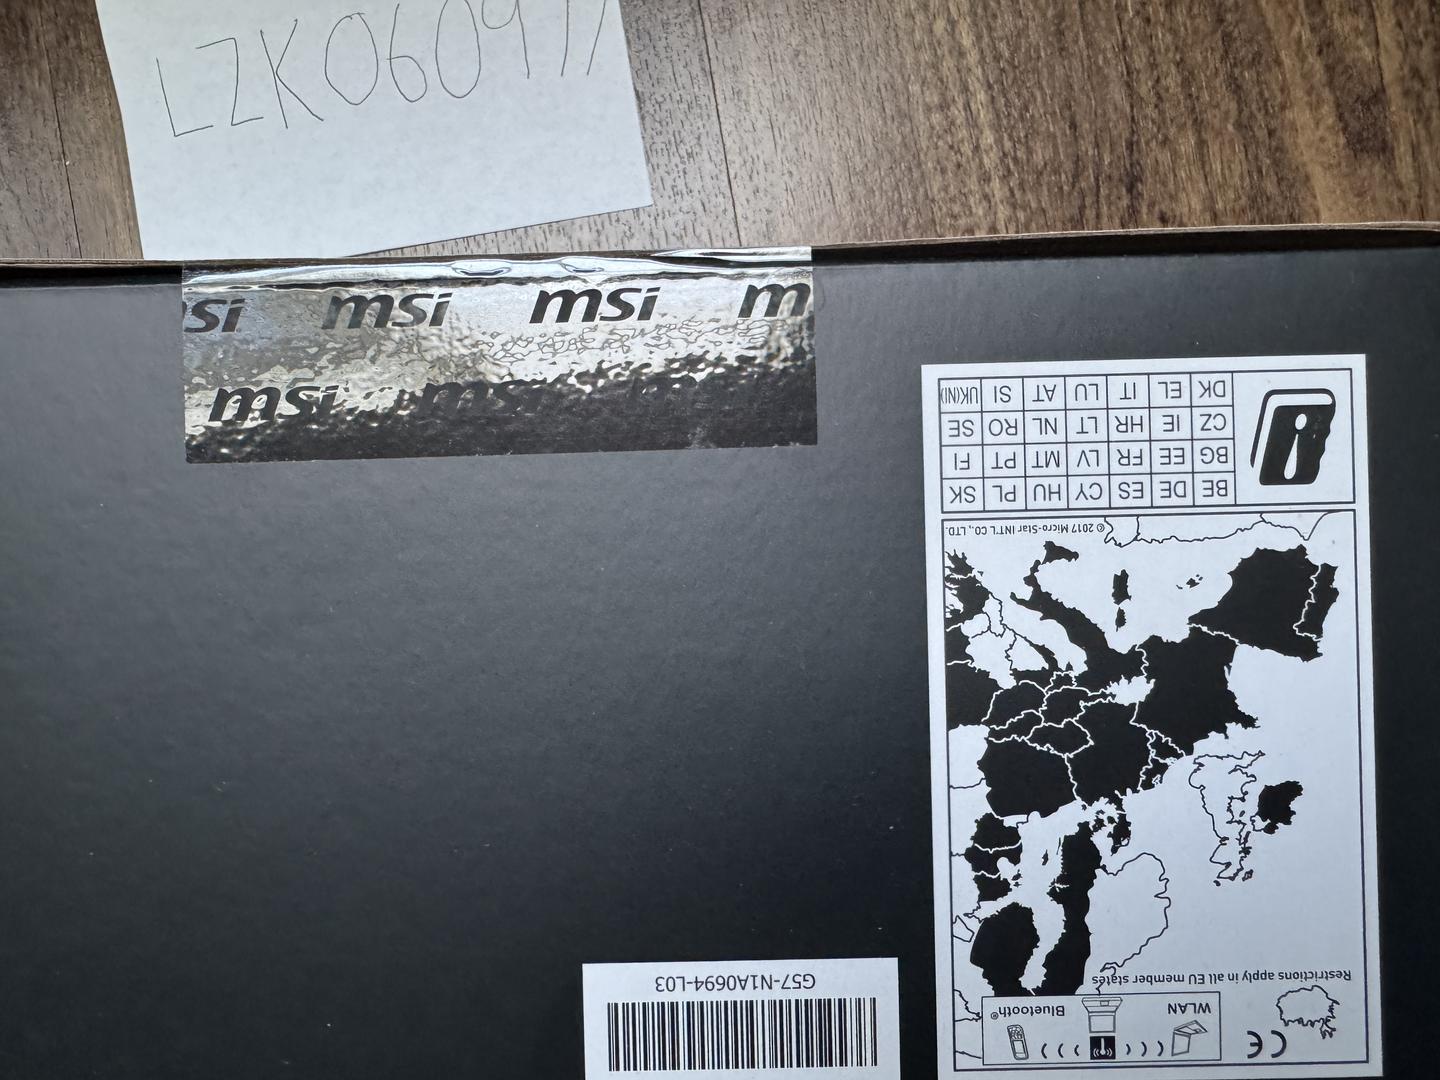 LZK060977
msi msi msi m
msi msi m
UK(NI) SI AT LU IT EL DK
SE RO NL LT HR IE CZ
FI PT MT LV FR EE BG
SK PL HU CY ES DE BE
© 2017 Micro-Star INT'L CO., LTD.
Restrictions apply in all EU member states
WLAN
Bluetooth®
CE
G57-N1A0694-L03